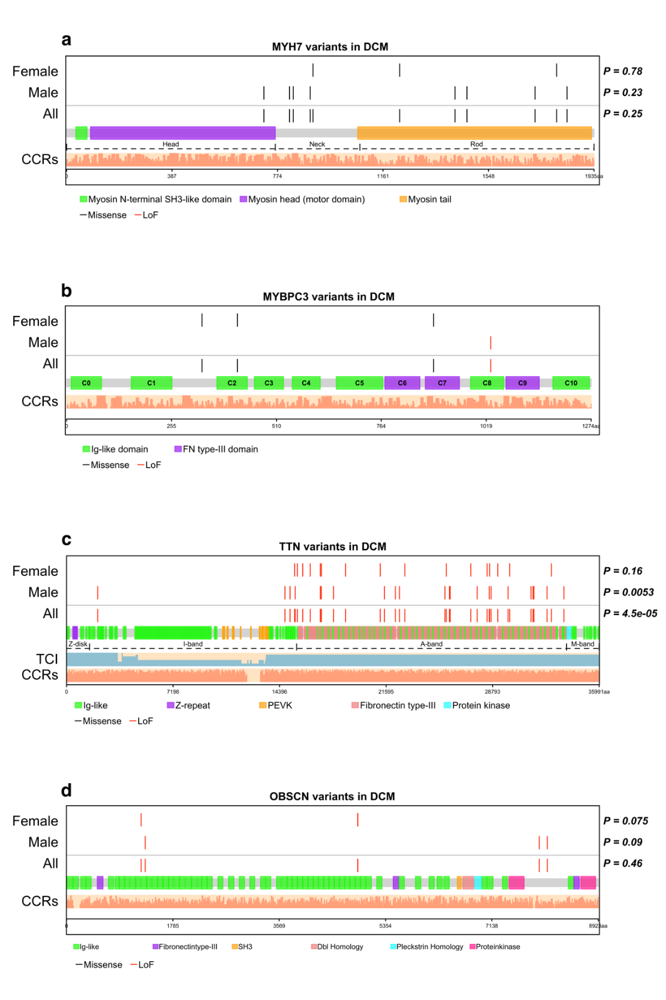 a
MYH7 variants in DCM
Female
P = 0.78
Male
P = 0.23
All
P = 0.25
Head Neck Rod
CCRs
0 387 774 1161 1548 1935aa
Myosin N-terminal SH3-like domain Myosin head (motor domain) Myosin tail
Missense LoF
b
MYBPC3 variants in DCM
Female
Male
All
C0 C1 C2 C3 C4 C5 C6 C7 C8 C9 C10
CCRs
0 255 510 764 1019 1274aa
Ig-like domain FN type-III domain
Missense LoF
c
TTN variants in DCM
Female
P = 0.16
Male
P = 0.0053
All
P = 4.5e-05
Z-disk I-band A-band M-band
TCI
CCRs
0 7198 14396 21595 28793 35991aa
Ig-like Z-repeat PEVK Fibronectin type-III Protein kinase
Missense LoF
d
OBSCN variants in DCM
Female
P = 0.075
Male
P = 0.09
All
P = 0.46
CCRs
0 1785 3569 5354 7138 8923aa
Ig-like Fibronectintype-III SH3 Dbl Homology Pleckstrin Homology Proteinkinase
Missense LoF